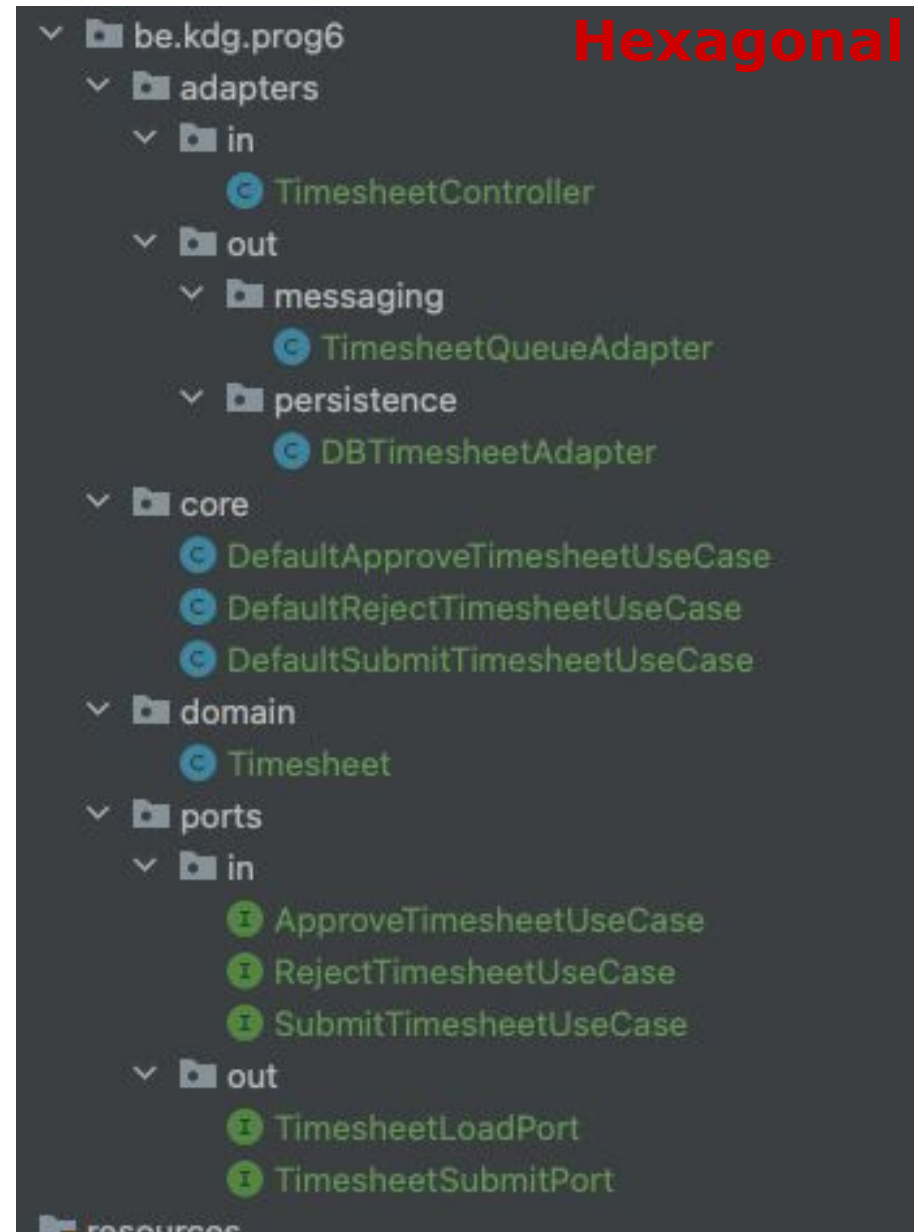 be.kdg.prog6 Hexagonal
adapters
in
C TimesheetController
out
messaging
C TimesheetQueueAdapter
persistence
C DBTimesheetAdapter
core
C DefaultApproveTimesheetUseCase
C DefaultRejectTimesheetUseCase
C DefaultSubmitTimesheetUseCase
domain
C Timesheet
ports
in
I ApproveTimesheetUseCase
I RejectTimesheetUseCase
I SubmitTimesheetUseCase
out
I TimesheetLoadPort
I TimesheetSubmitPort
resources